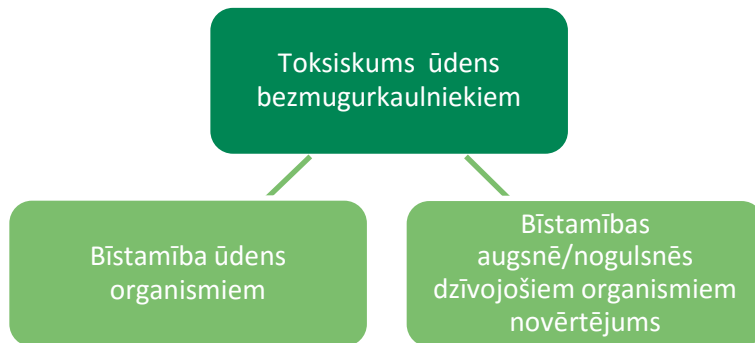 Toksiskums ūdens
bezmugurkaulniekiem
Bīstamība ūdens
organismiem
Bīstamības
augsnē/nogulsnēs
dzīvojošiem organismiem
novērtējums